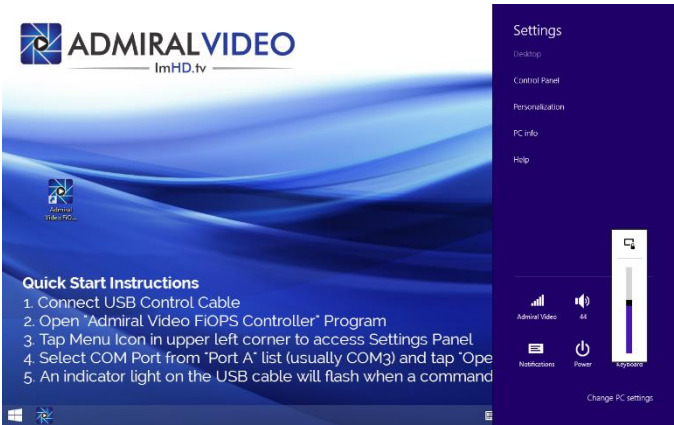 ADMIRALVIDEO
ImHD.tv
Admiral
Video FiO...
Quick Start Instructions
1. Connect USB Control Cable
2. Open "Admiral Video FiOPS Controller" Program
3. Tap Menu Icon in upper left corner to access Settings Panel
4. Select COM Port from "Port A" list (usually COM3) and tap "Ope
5. An indicator light on the USB cable will flash when a command
Settings
Desktop
Control Panel
Personalization
PC info
Help
Admiral Video
44
Notifications
Power
Keyboard
Change PC settings